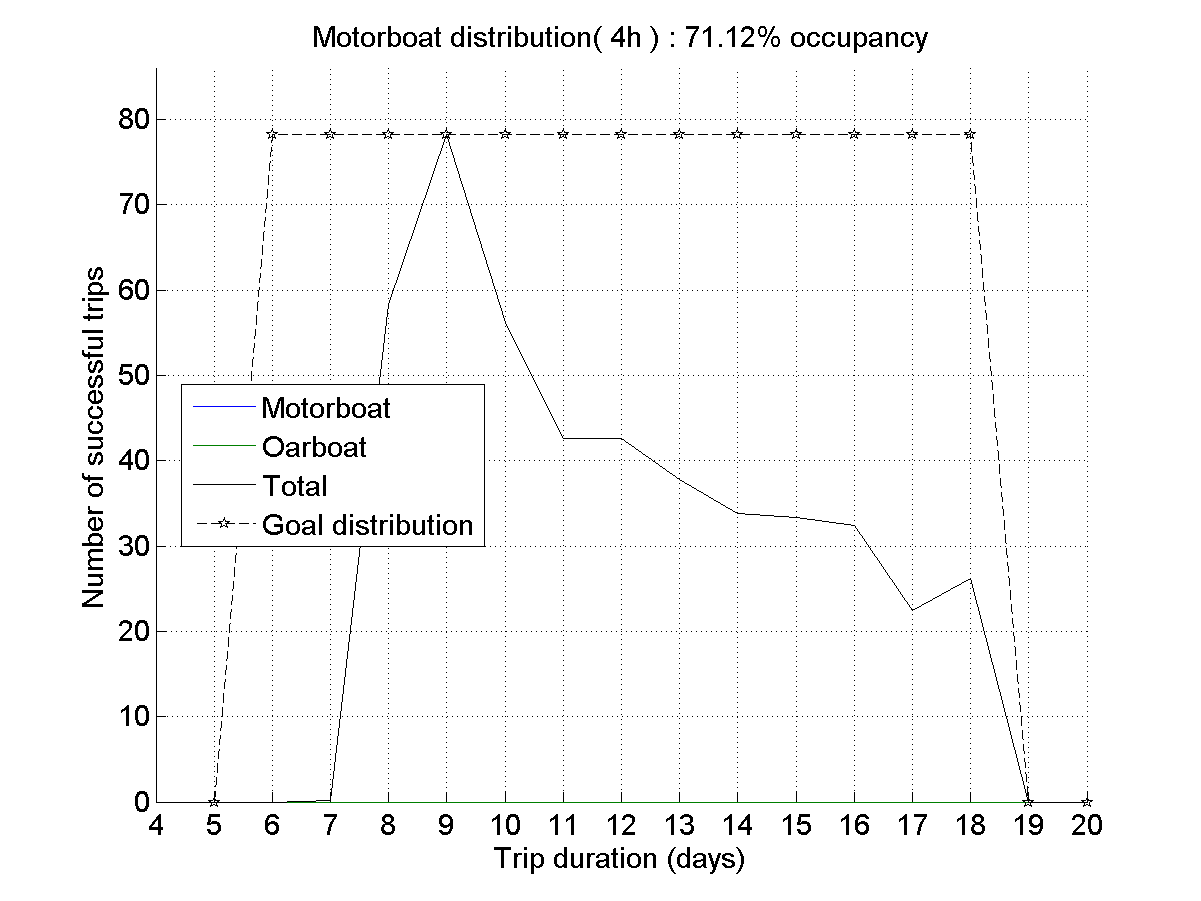 Motorboat distribution( 4h ) : 71.12% occupancy
Number of successful trips
80
70
60
50
40
30
20
10
0
Motorboat
Oarboat
Total
Goal distribution
4 5 6 7 8 9 10 11 12 13 14 15 16 17 18 19 20
Trip duration (days)